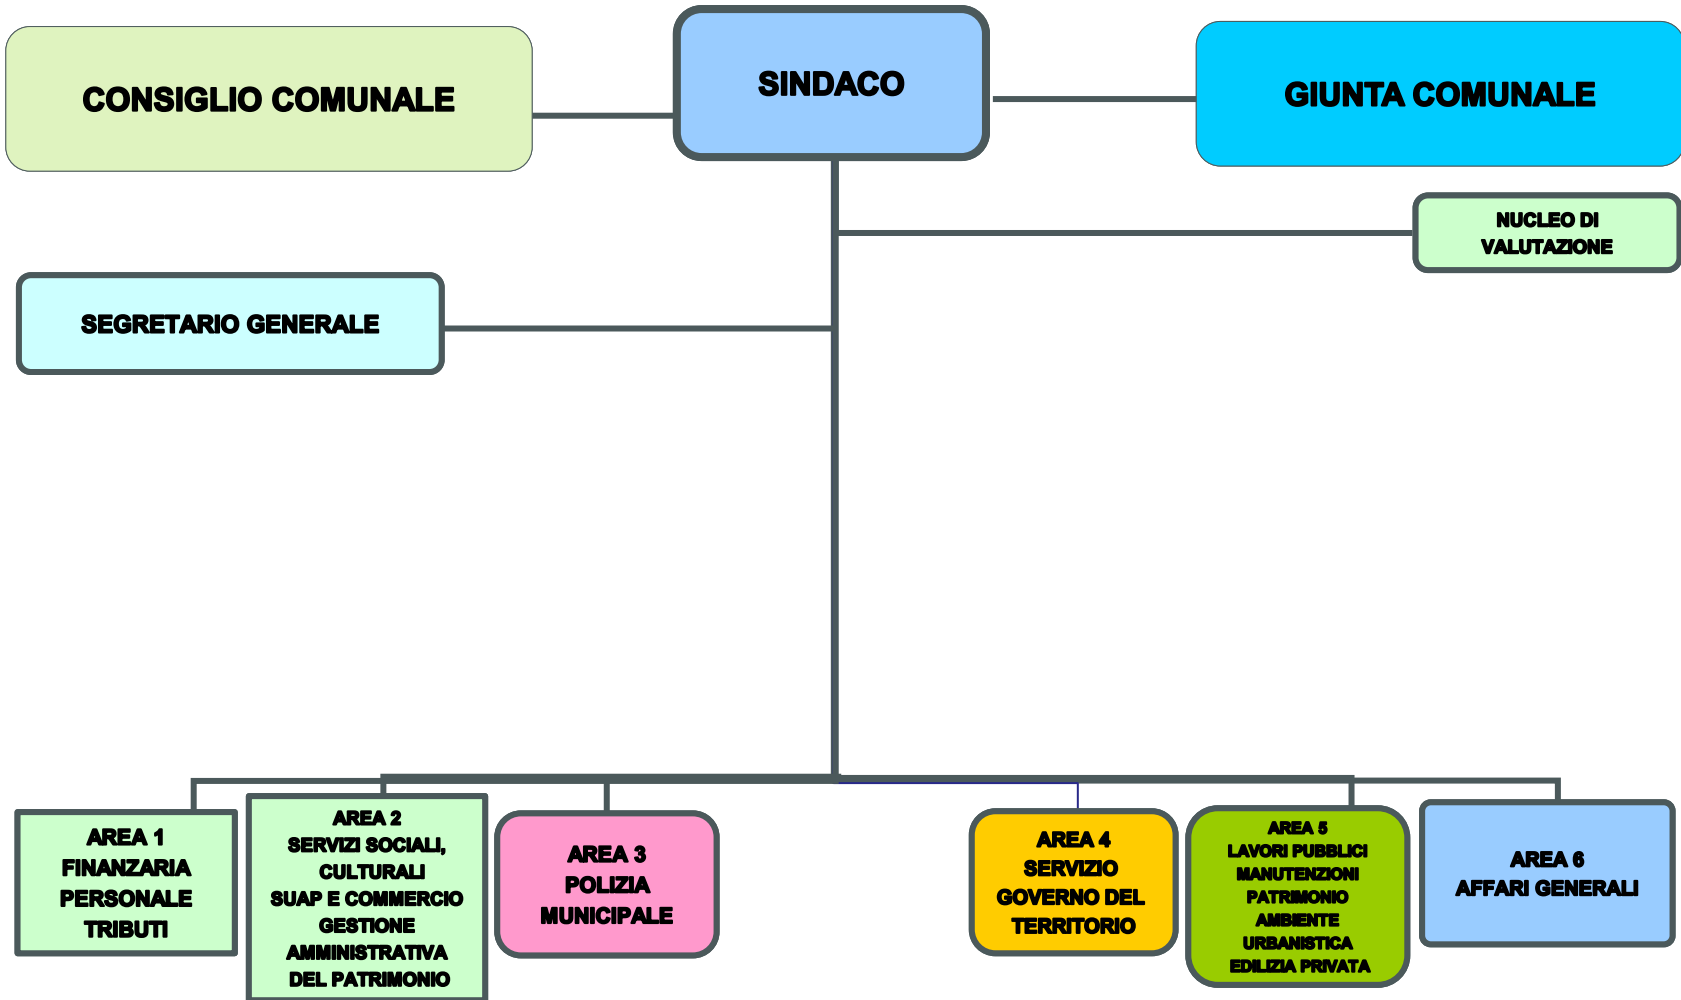 CONSIGLIO COMUNALE
SINDACO
GIUNTA COMUNALE
NUCLEO DI
VALUTAZIONE
SEGRETARIO GENERALE
AREA 1
FINANZARIA
PERSONALE
TRIBUTI
AREA 2
SERVIZI SOCIALI,
CULTURALI
SUAP E COMMERCIO
GESTIONE
AMMINISTRATIVA
DEL PATRIMONIO
AREA 3
POLIZIA
MUNICIPALE
AREA 4
SERVIZIO
GOVERNO DEL
TERRITORIO
AREA 5
LAVORI PUBBLICI
MANUTENZIONI
PATRIMONIO
AMBIENTE
URBANISTICA
EDILIZIA PRIVATA
AREA 6
AFFARI GENERALI